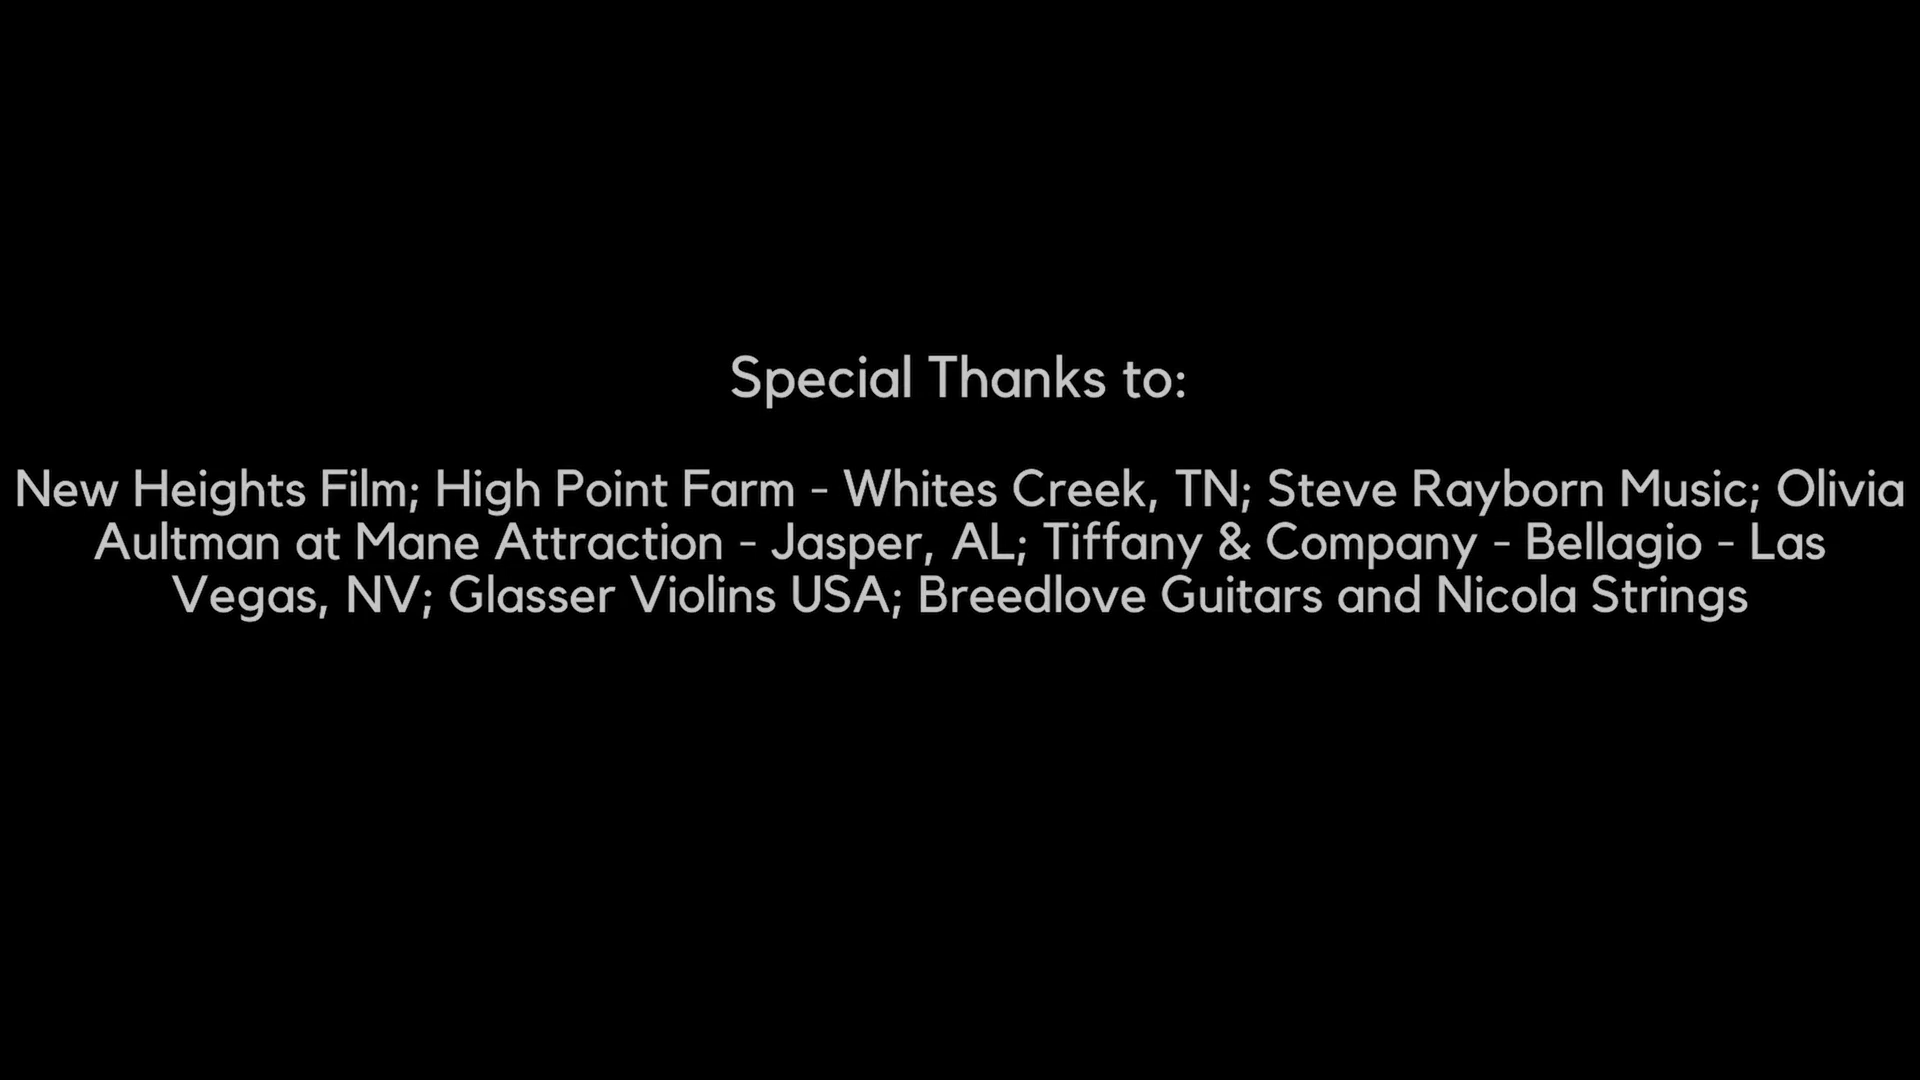 Special Thanks to:
New Heights Film; High Point Farm - Whites Creek, TN; Steve Rayborn Music; Olivia
Aultman at Mane Attraction - Jasper, AL; Tiffany & Company - Bellagio - Las
Vegas, NV; Glasser Violins USA; Breedlove Guitars and Nicola Strings